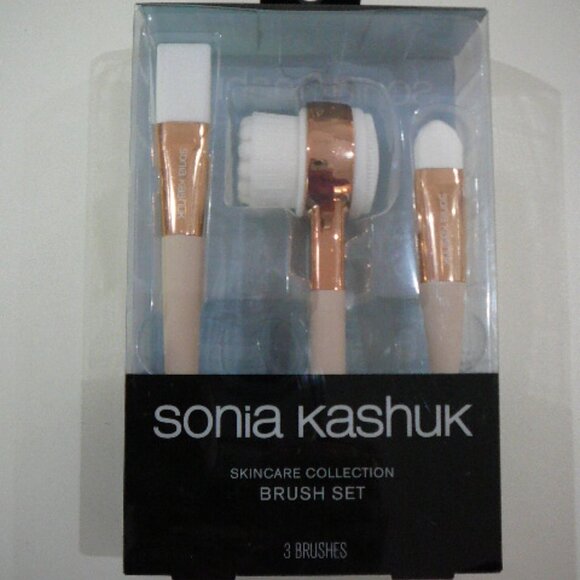 sonia kashuk
SKINCARE COLLECTION
BRUSH SET
3 BRUSHES